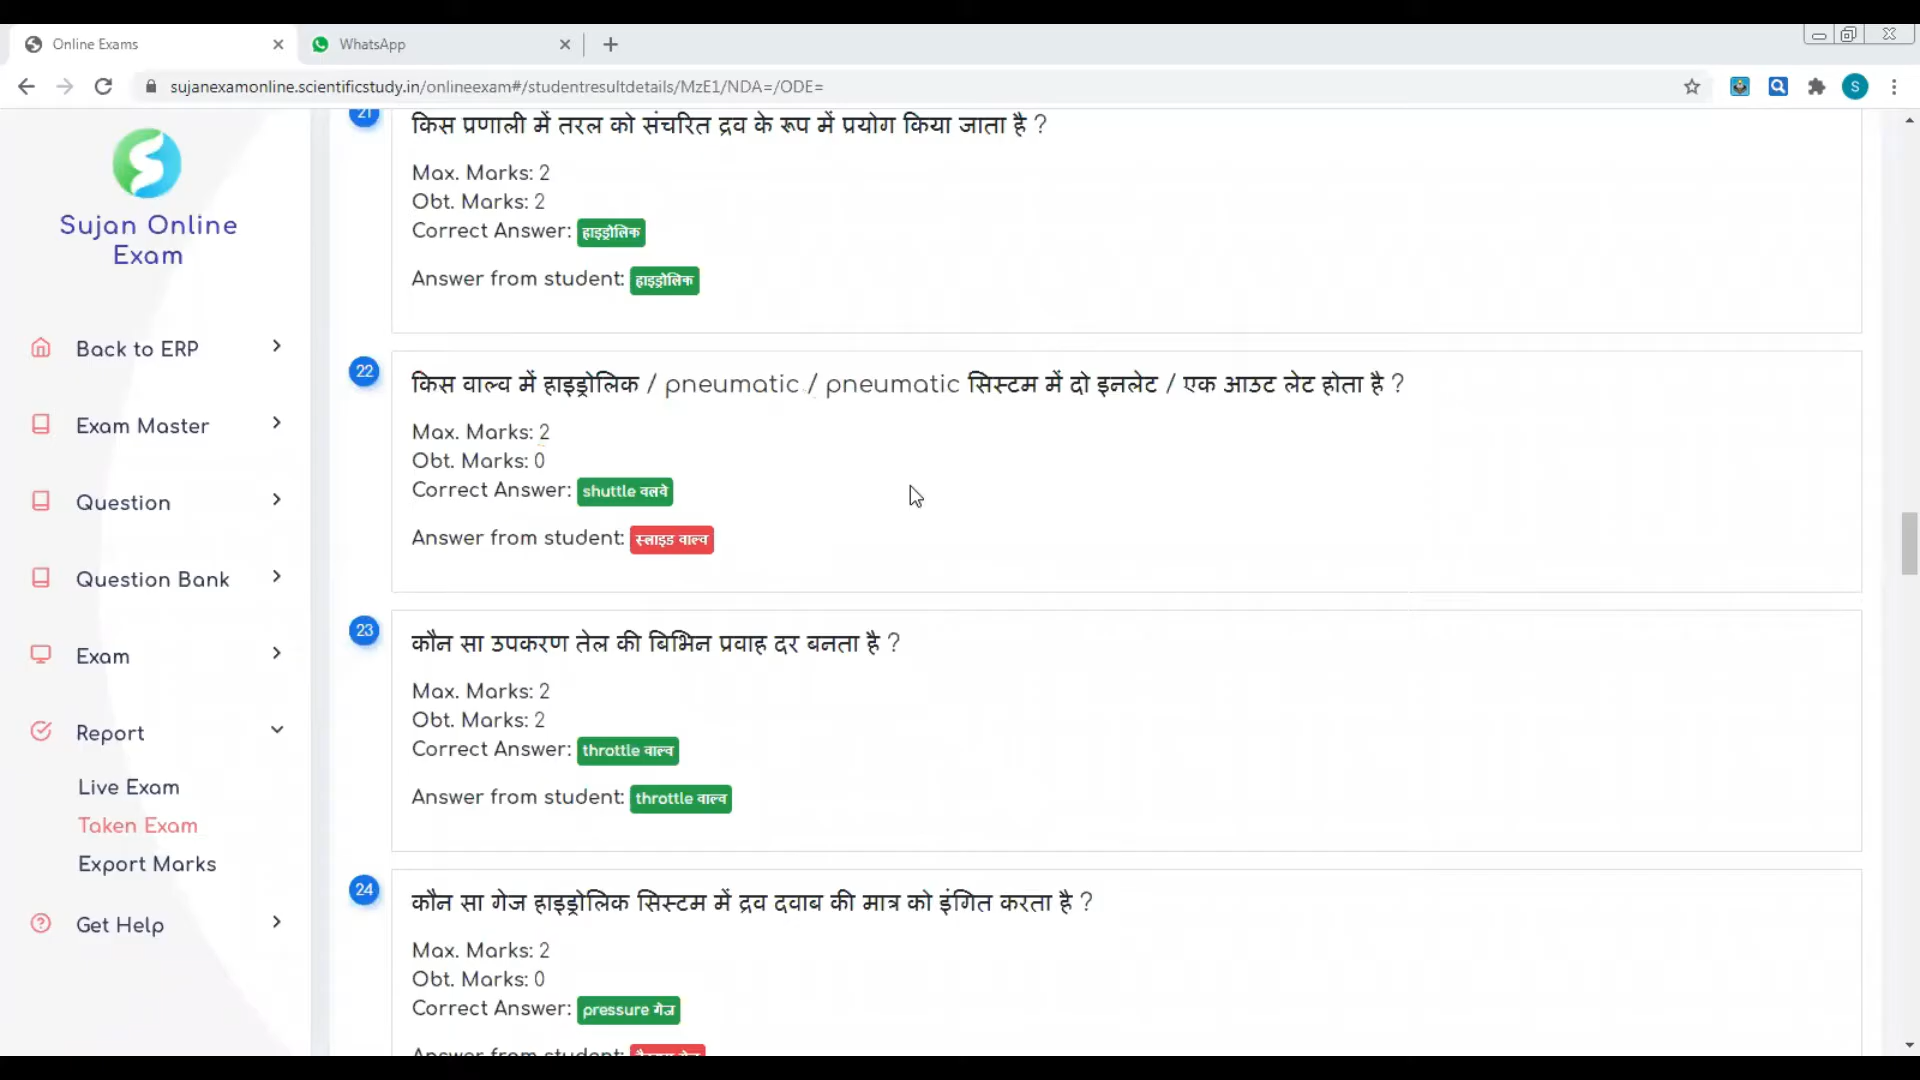 Online Exams
WhatsApp
sujanexamonline.scientificstudy.in/onlineexam#/studentresultdetails/MzE1/NDA=/ODE=
S
Sujan Online
Exam
Back to ERP
Exam Master
Question
Question Bank
Exam
Report
Live Exam
Taken Exam
Export Marks
Get Help
21
किस प्रणाली में तरल को संचरित द्रव के रूप में प्रयोग किया जाता है ?
Max. Marks: 2
Obt. Marks: 2
Correct Answer: हाइड्रोलिक
Answer from student: हाइड्रोलिक
22
किस वाल्व में हाइड्रोलिक / pneumatic / pneumatic सिस्टम में दो इनलेट / एक आउट लेट होता है ?
Max. Marks: 2
Obt. Marks: 0
Correct Answer: shuttle वलवे
Answer from student: स्लाइड वाल्व
23
कौन सा उपकरण तेल की बिभिन प्रवाह दर बनता है ?
Max. Marks: 2
Obt. Marks: 2
Correct Answer: throttle वाल्व
Answer from student: throttle वाल्व
24
कौन सा गेज हाइड्रोलिक सिस्टम में द्रव दवाब की मात्र को इंगित करता है ?
Max. Marks: 2
Obt. Marks: 0
Correct Answer: pressure गेज
Answer from student: